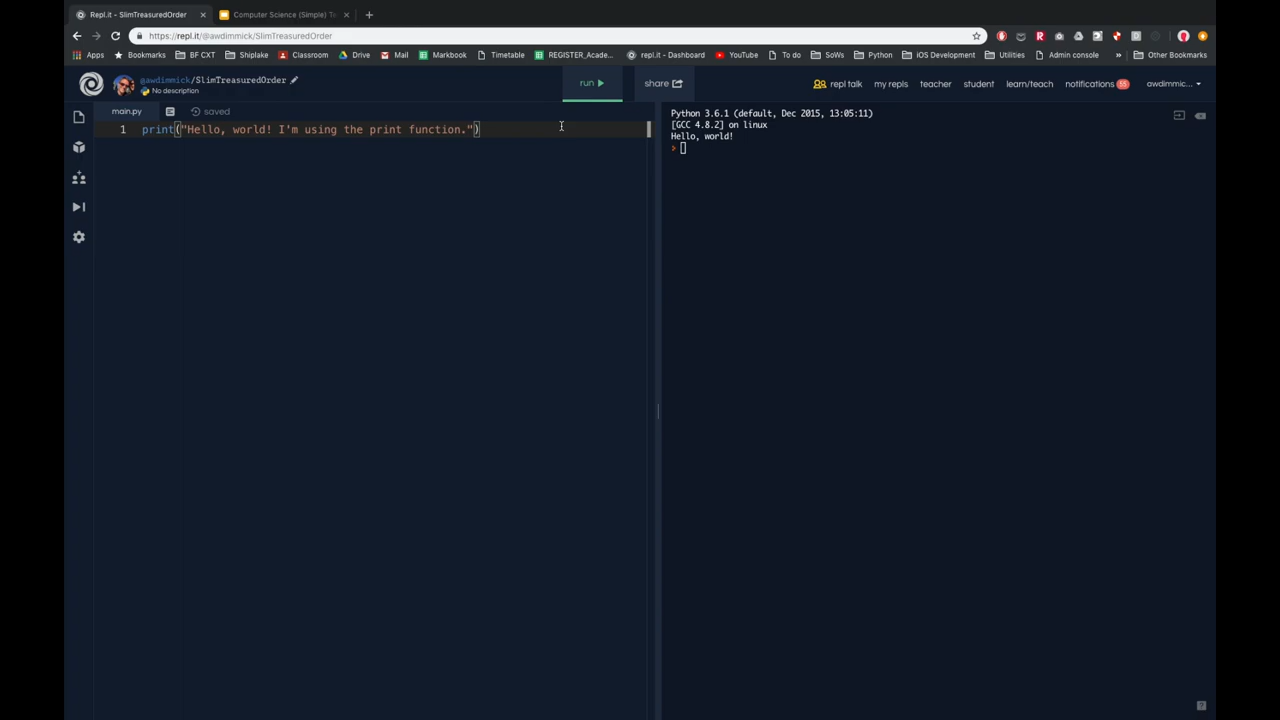 Repl.it - SlimTreasuredOrder
Computer Science (Simple) Te
https://repl.it/@awdimmick/SlimTreasuredOrder
Apps Bookmarks BF CXT Shiplake Classroom Drive Mail Markbook Timetable REGISTER_Acade... repl.it - Dashboard YouTube To do SoWs Python iOS Development Utilities Admin console » Other Bookmarks
@awdimmick/SlimTreasuredOrder
No description
run
share
repl talk my repls teacher student learn/teach notifications 55 awdimmic...
main.py saved
1 print("Hello, world! I'm using the print function.")
Python 3.6.1 (default, Dec 2015, 13:05:11)
[GCC 4.8.2] on linux
Hello, world!